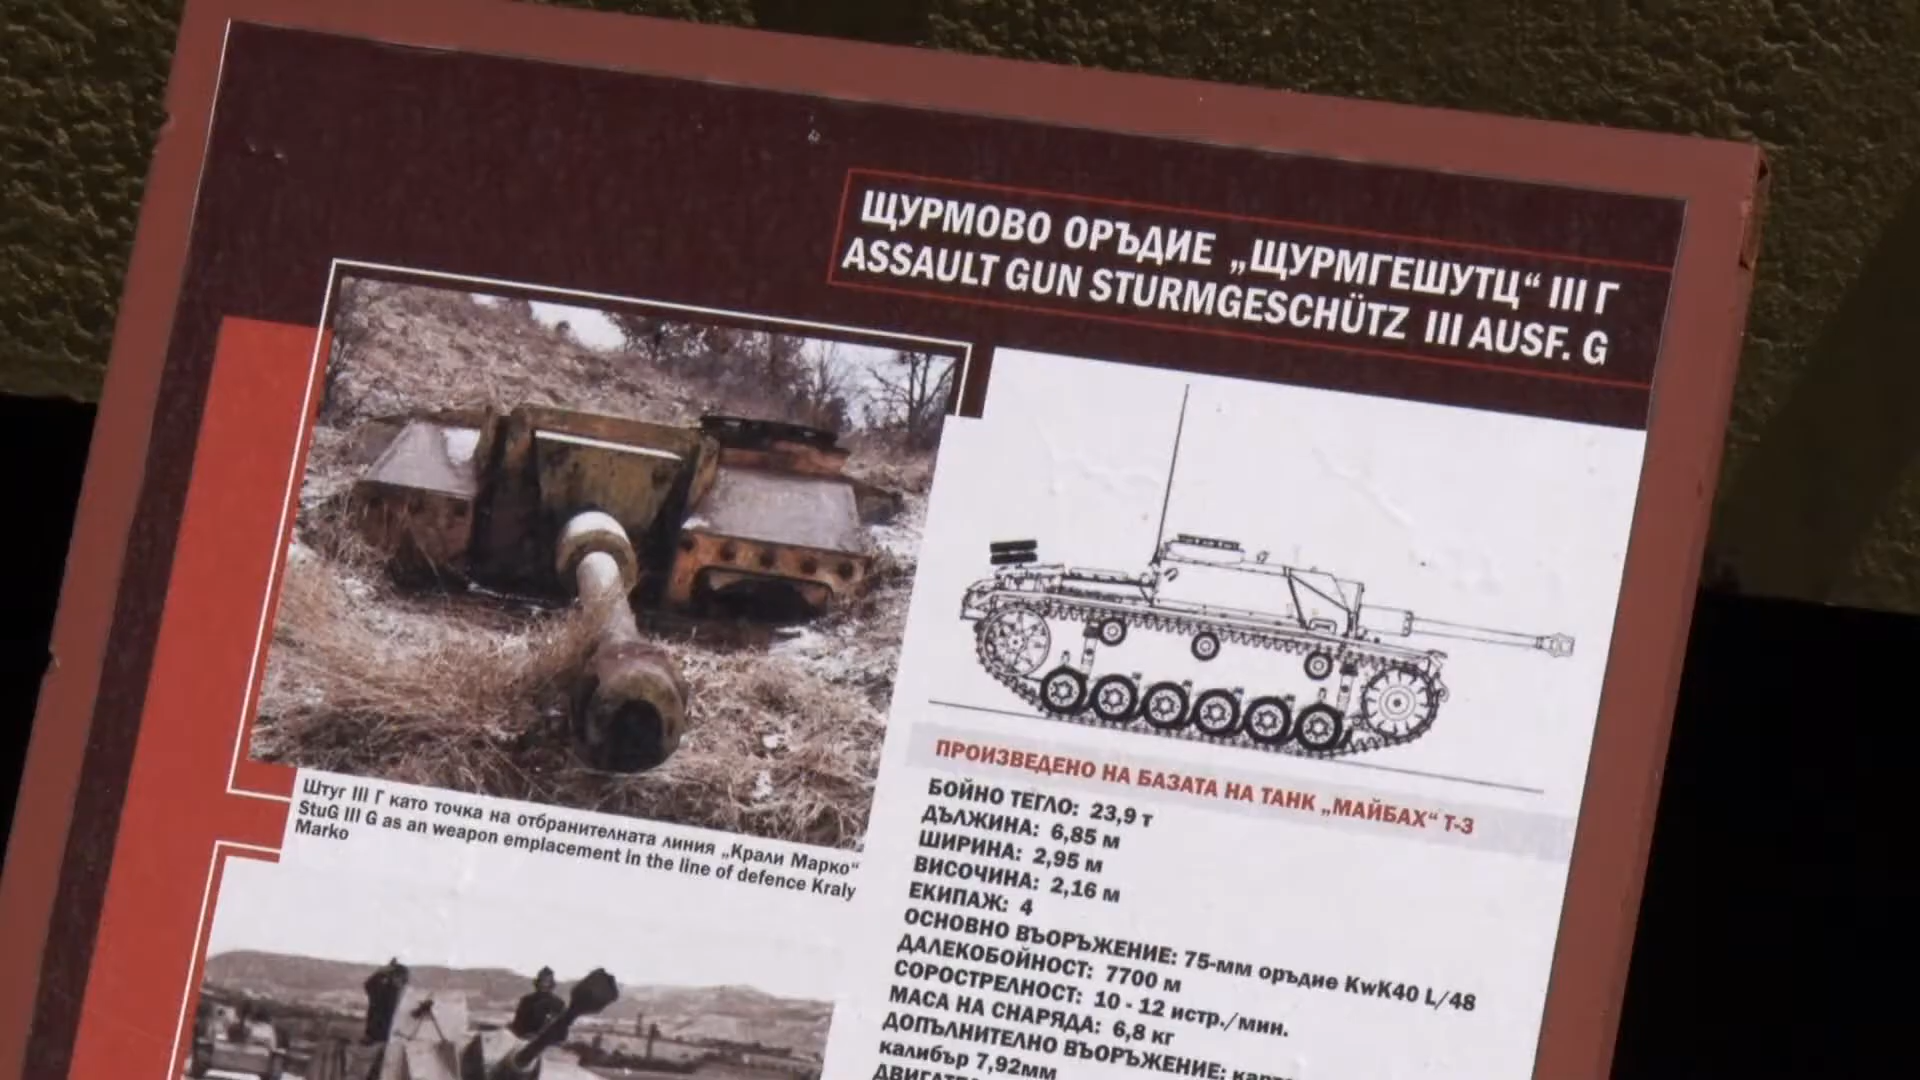 ЩУРМОВО ОРЪДИЕ „ЩУРМГЕШУТЦ“ III Г
ASSAULT GUN STURMGESCHÜTZ III AUSF. G
Штуг III Г като точка на отбранителната линия „Крали Марко“
StuG III G as an weapon emplacement in the line of defence Kraly
Marko
ПРОИЗВЕДЕНО НА БАЗАТА НА ТАНК „МАЙБАХ“ Т-3
БОЙНО ТЕГЛО: 23,9 т
ДЪЛЖИНА: 6,85 м
ШИРИНА: 2,95 м
ВИСОЧИНА: 2,16 м
ЕКИПАЖ: 4
ОСНОВНО ВЪОРЪЖЕНИЕ: 75-мм оръдие KwK40 L/48
ДАЛЕКОБОЙНОСТ: 7700 м
СОРОСТРЕЛНОСТ: 10 - 12 истр./мин.
МАСА НА СНАРЯДА: 6,8 кг
ДОПЪЛНИТЕЛНО ВЪОРЪЖЕНИЕ:
калибър 7,92мм